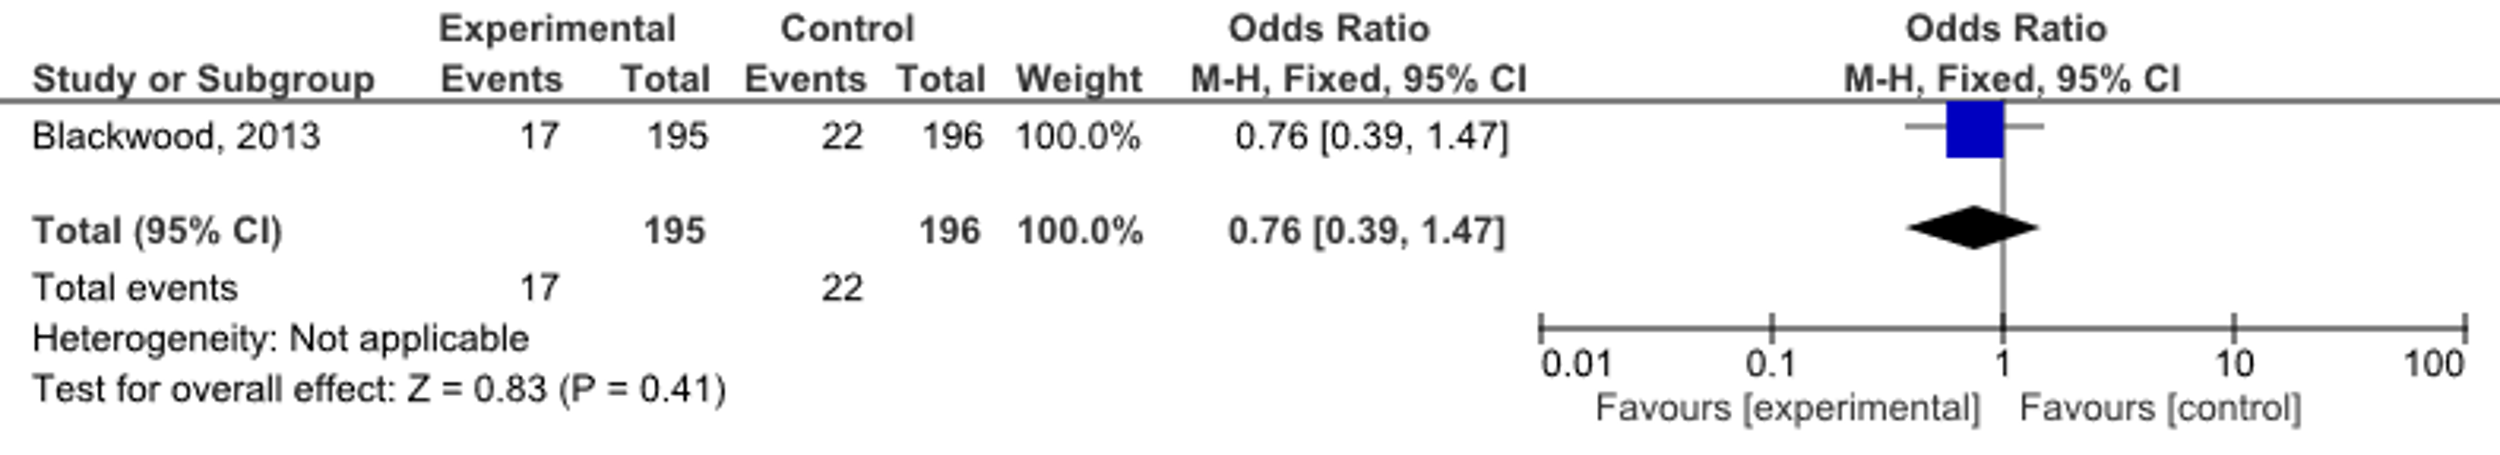 Experimental Control Odds Ratio Odds Ratio
Study or Subgroup Events Total Events Total Weight M-H, Fixed, 95% CI M-H, Fixed, 95% CI
Blackwood, 2013 17 195 22 196 100.0% 0.76 [0.39, 1.47]
Total (95% CI) 195 196 100.0% 0.76 [0.39, 1.47]
Total events 17 22
Heterogeneity: Not applicable
Test for overall effect: Z = 0.83 (P = 0.41)
0.01 0.1 1 10 100
Favours [experimental] Favours [control]